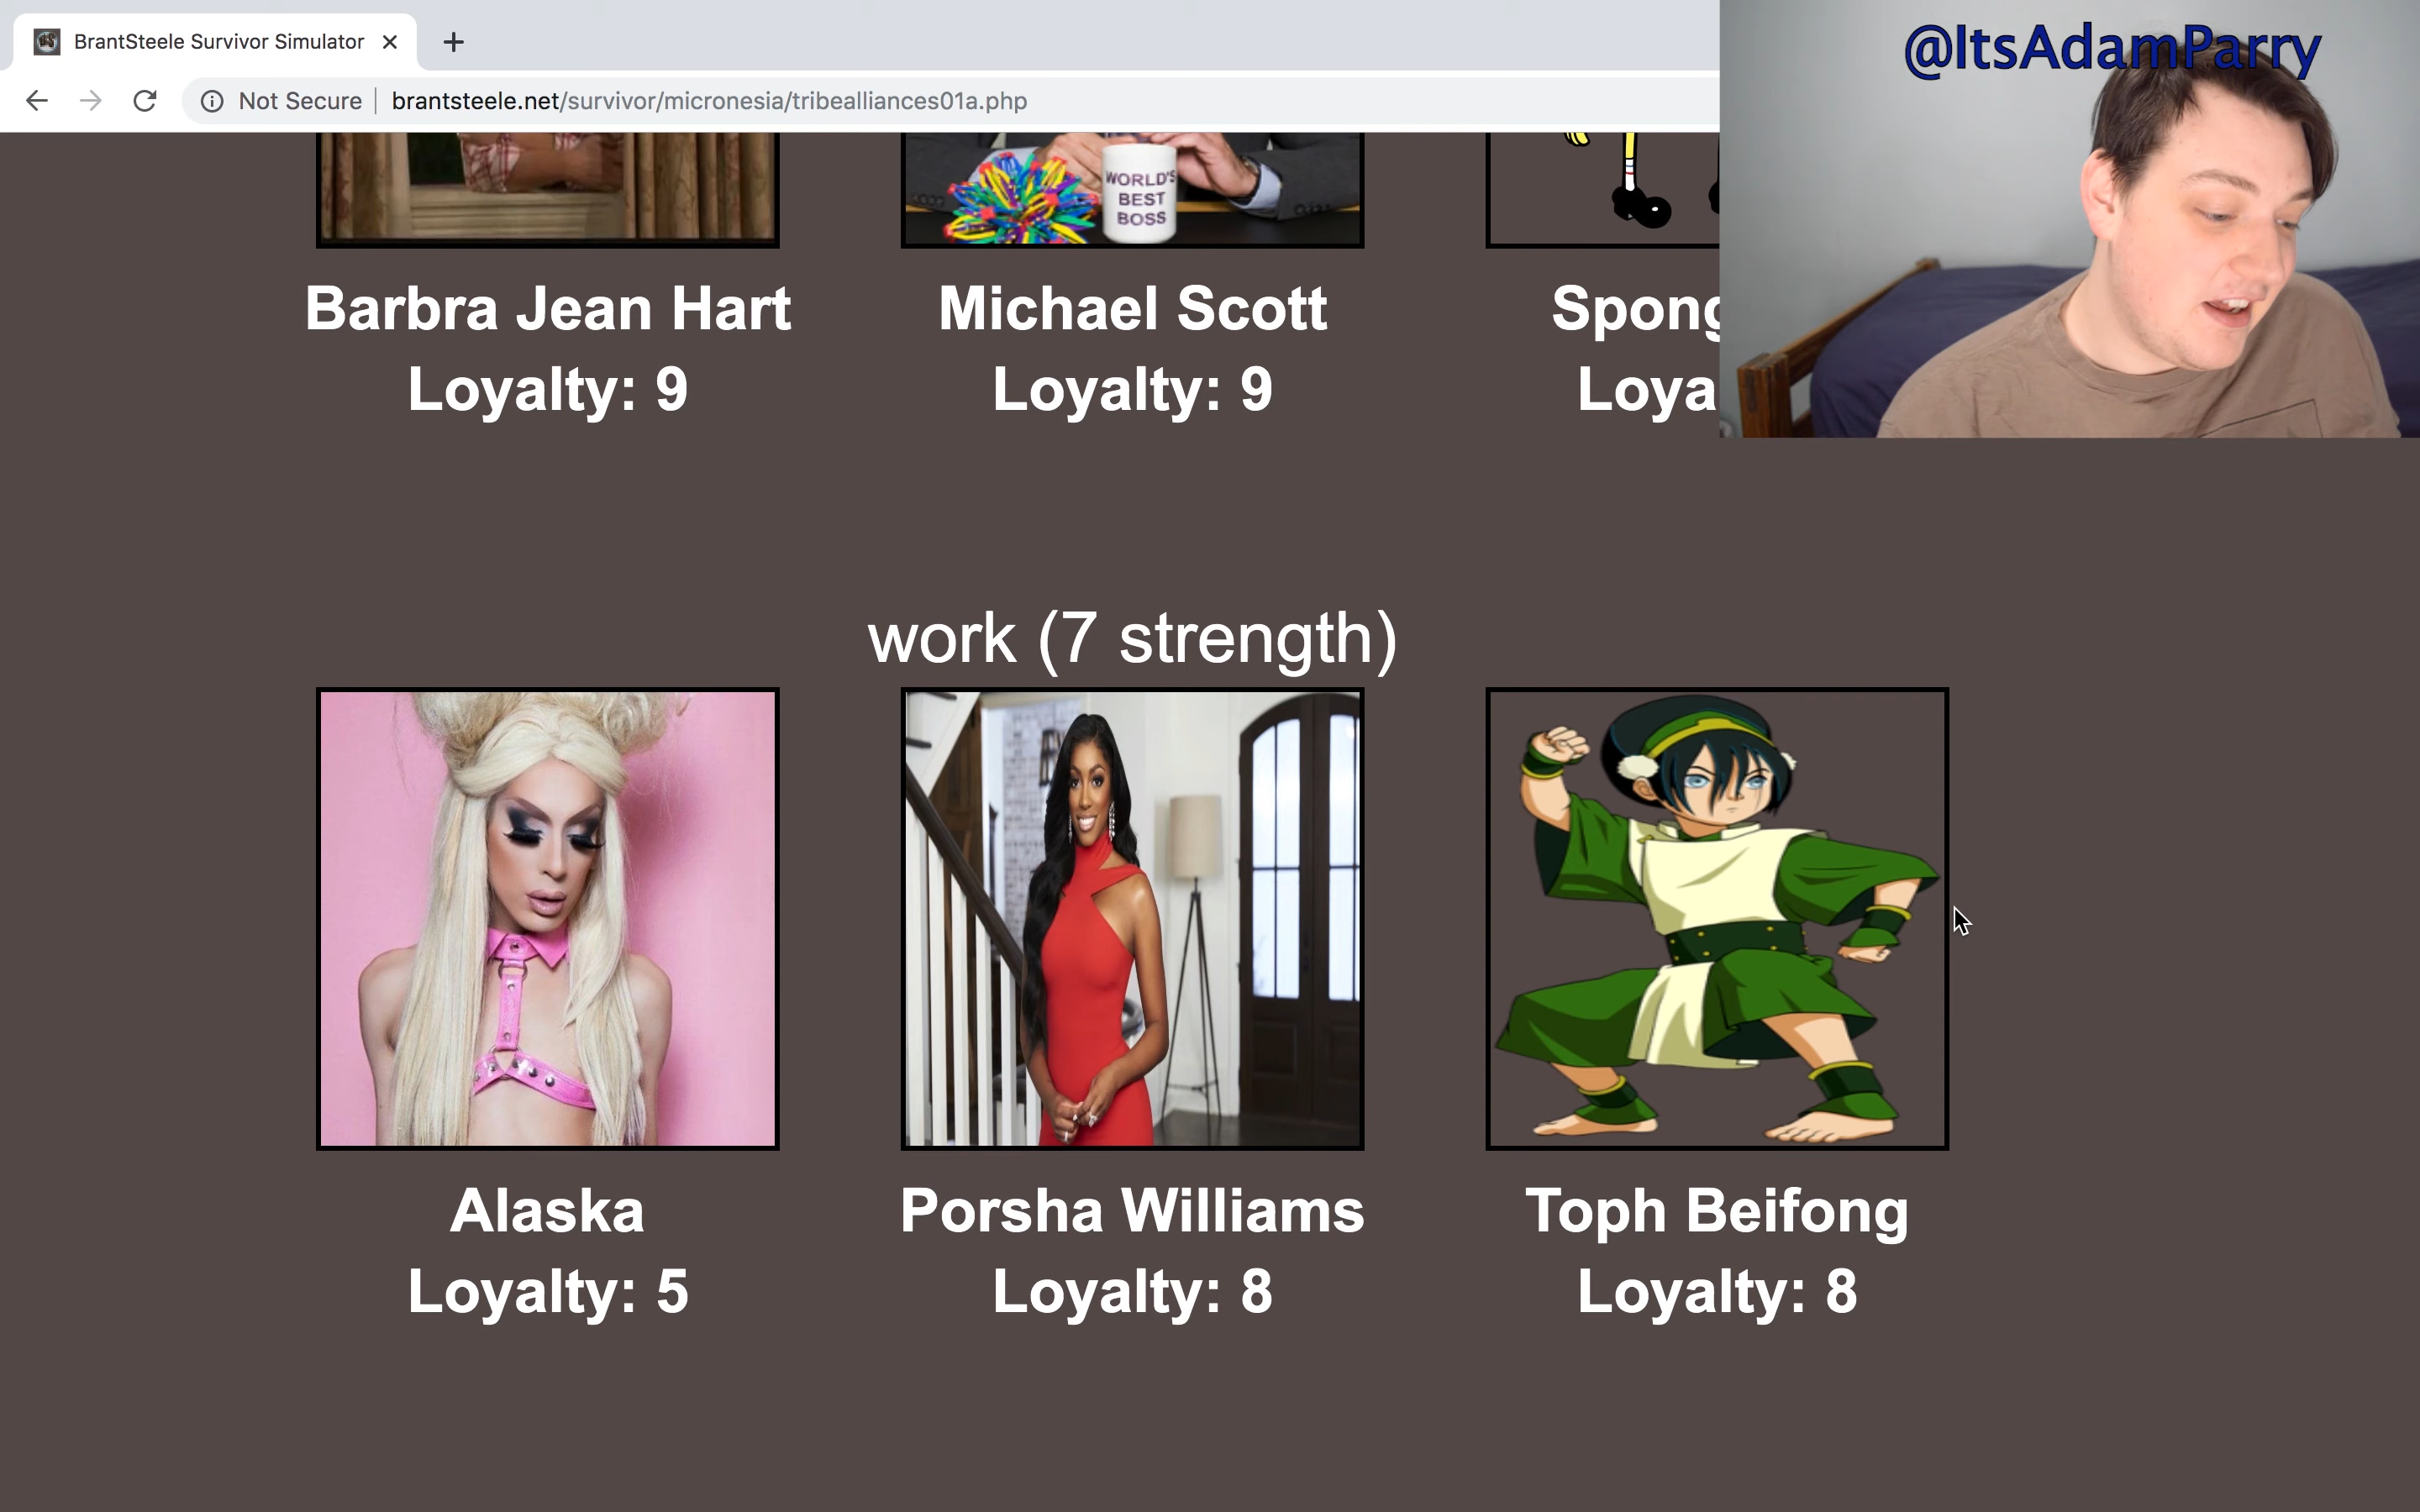 BrantSteele Survivor Simulator
@ItsAdamParry
Not Secure
brantsteele.net/survivor/micronesia/tribealliances01a.php
WORLD'S
BEST
BOSS
Barbra Jean Hart
Michael Scott
Loyalty: 9
Loyalty: 9
work (7 strength)
Alaska
Porsha Williams
Toph Beifong
Loyalty: 5
Loyalty: 8
Loyalty: 8